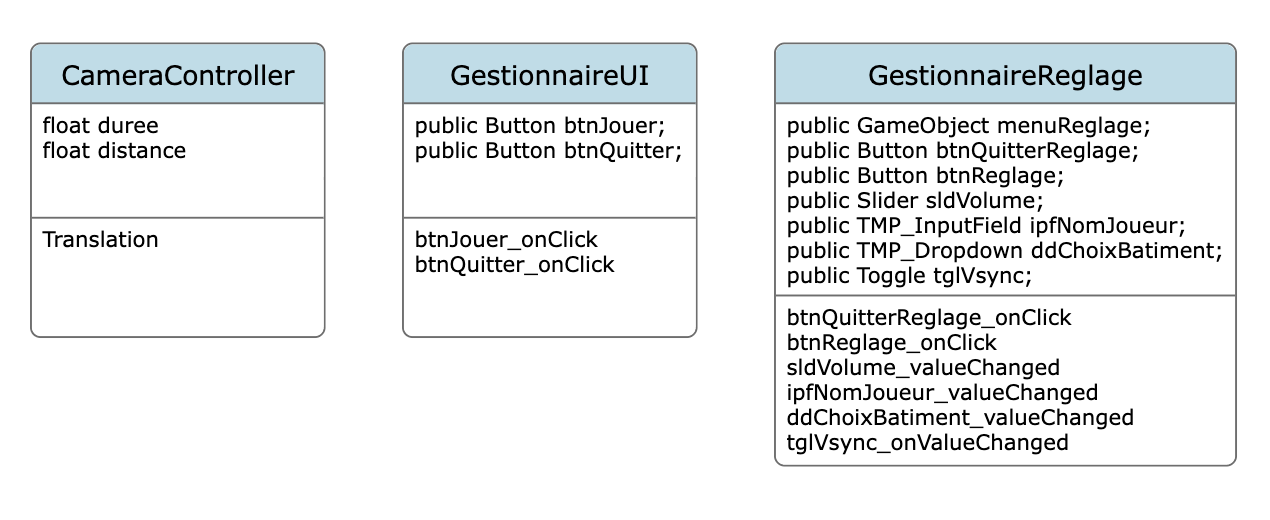 CameraController
float duree
float distance
Translation
GestionnaireUI
public Button btnJouer;
public Button btnQuitter;
btnJouer_onClick
btnQuitter_onClick
GestionnaireReglage
public GameObject menuReglage;
public Button btnQuitterReglage;
public Button btnReglage;
public Slider sldVolume;
public TMP_InputField ipfNomJoueur;
public TMP_Dropdown ddChoixBatiment;
public Toggle tglVsync;
btnQuitterReglage_onClick
btnReglage_onClick
sldVolume_valueChanged
ipfNomJoueur_valueChanged
ddChoixBatiment_valueChanged
tglVsync_onValueChanged